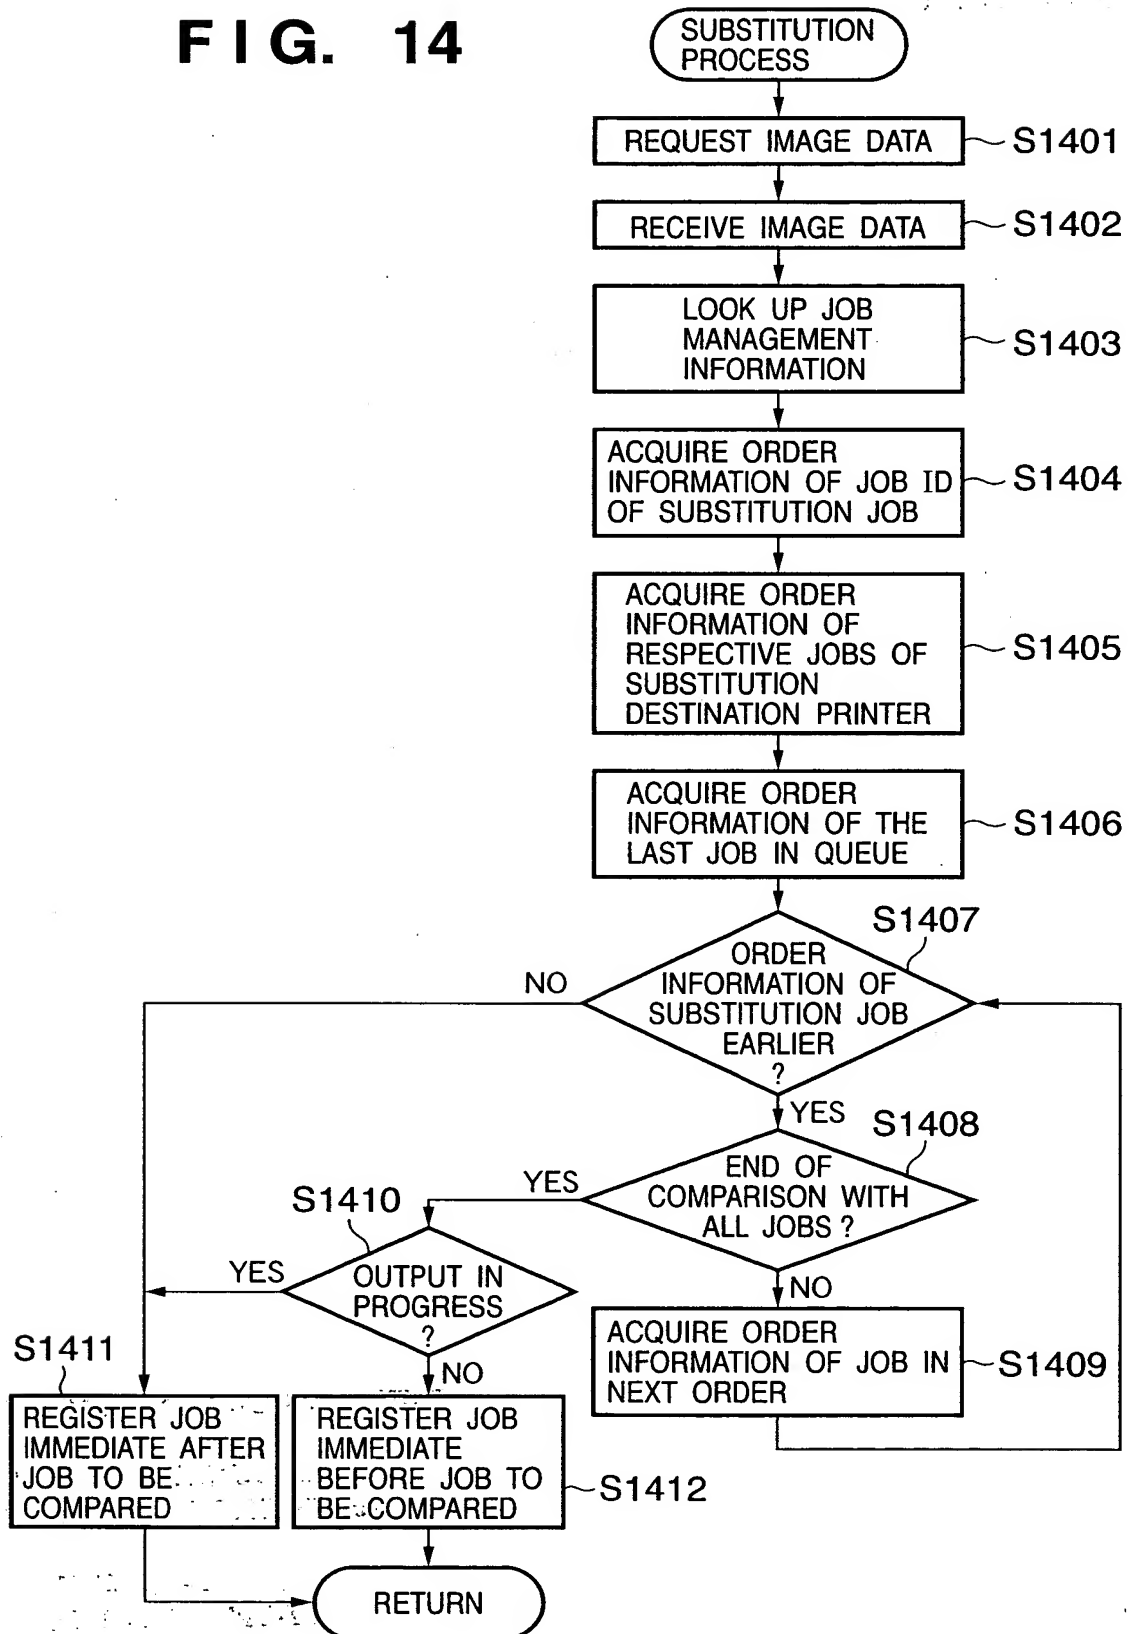 FIG. 14
SUBSTITUTION
PROCESS
REQUEST IMAGE DATA
S1401
RECEIVE IMAGE DATA
S1402
LOOK UP JOB
MANAGEMENT
INFORMATION
S1403
ACQUIRE ORDER
INFORMATION OF JOB ID
OF SUBSTITUTION JOB
S1404
ACQUIRE ORDER
INFORMATION OF
RESPECTIVE JOBS OF
SUBSTITUTION
DESTINATION PRINTER
S1405
ACQUIRE ORDER
INFORMATION OF THE
LAST JOB IN QUEUE
S1406
S1407
ORDER
INFORMATION OF
SUBSTITUTION JOB
EARLIER
?
NO
YES
S1408
END OF
COMPARISON WITH
ALL JOBS ?
YES
NO
S1410
OUTPUT IN
PROGRESS
?
YES
NO
ACQUIRE ORDER
INFORMATION OF JOB IN
NEXT ORDER
S1409
S1411
REGISTER JOB
IMMEDIATE AFTER
JOB TO BE
COMPARED
REGISTER JOB
IMMEDIATE
BEFORE JOB TO
BE COMPARED
S1412
RETURN